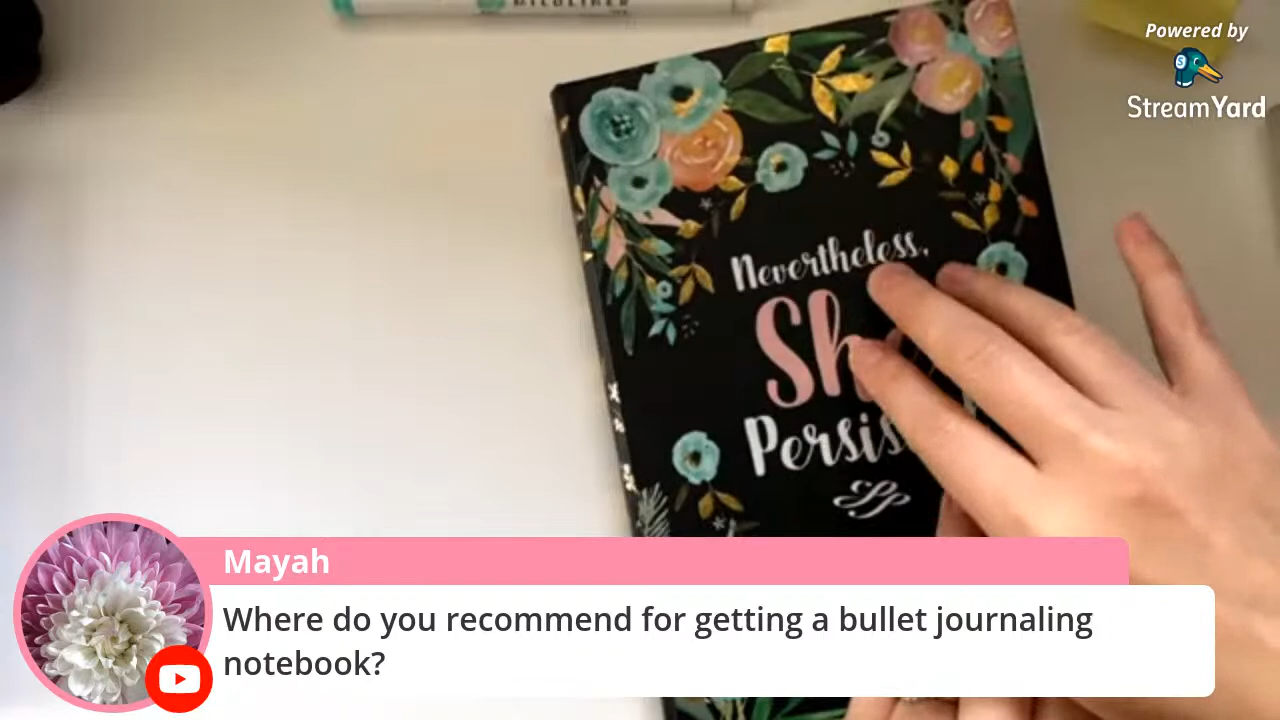 Powered by
StreamYard
Nevertheless,
Mayah
Where do you recommend for getting a bullet journaling
notebook?